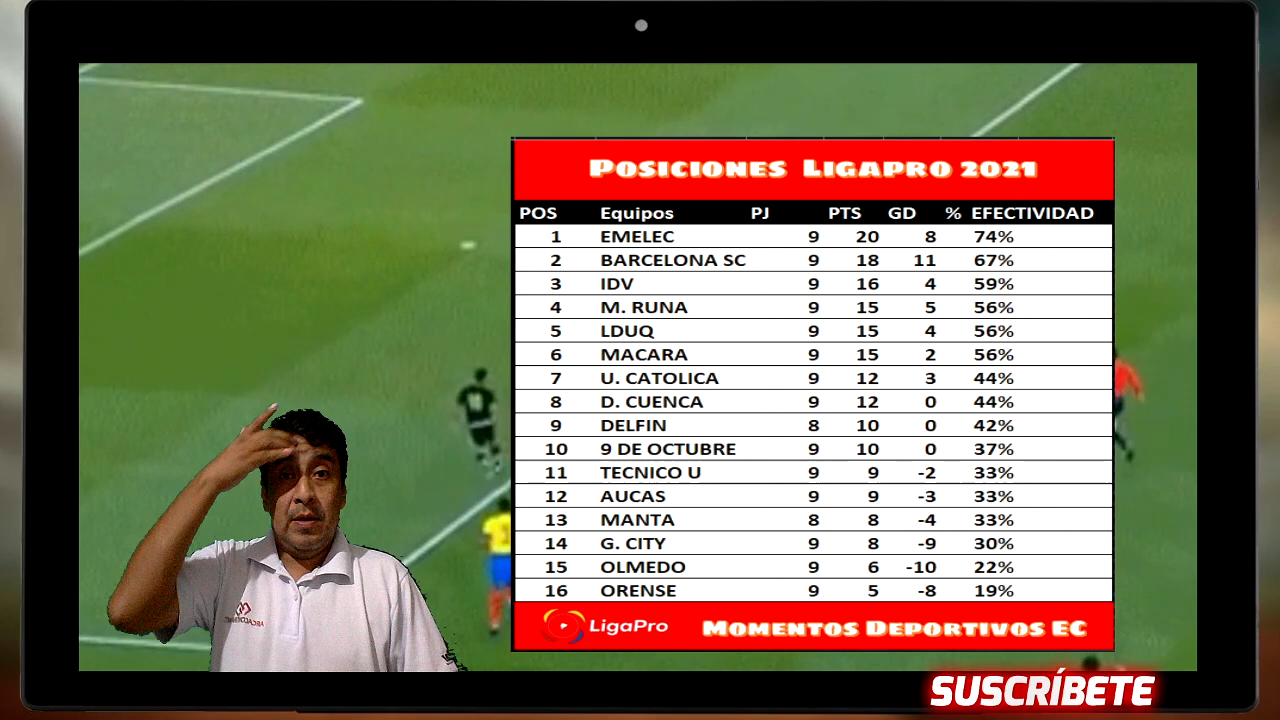 POSICIONES LIGAPRO 2021
POS Equipos PJ PTS GD % EFECTIVIDAD
1 EMELEC 9 20 8 74%
2 BARCELONA SC 9 18 11 67%
3 IDV 9 16 4 59%
4 M. RUNA 9 15 5 56%
5 LDUQ 9 15 4 56%
6 MACARA 9 15 2 56%
7 U. CATOLICA 9 12 3 44%
8 D. CUENCA 9 12 0 44%
9 DELFIN 8 10 0 42%
10 9 DE OCTUBRE 9 10 0 37%
11 TECNICO U 9 9 -2 33%
12 AUCAS 9 9 -3 33%
13 MANTA 8 8 -4 33%
14 G. CITY 9 8 -9 30%
15 OLMEDO 9 6 -10 22%
16 ORENSE 9 5 -8 19%
LigaPro MOMENTOS DEPORTIVOS EC
SUSCRÍBETE